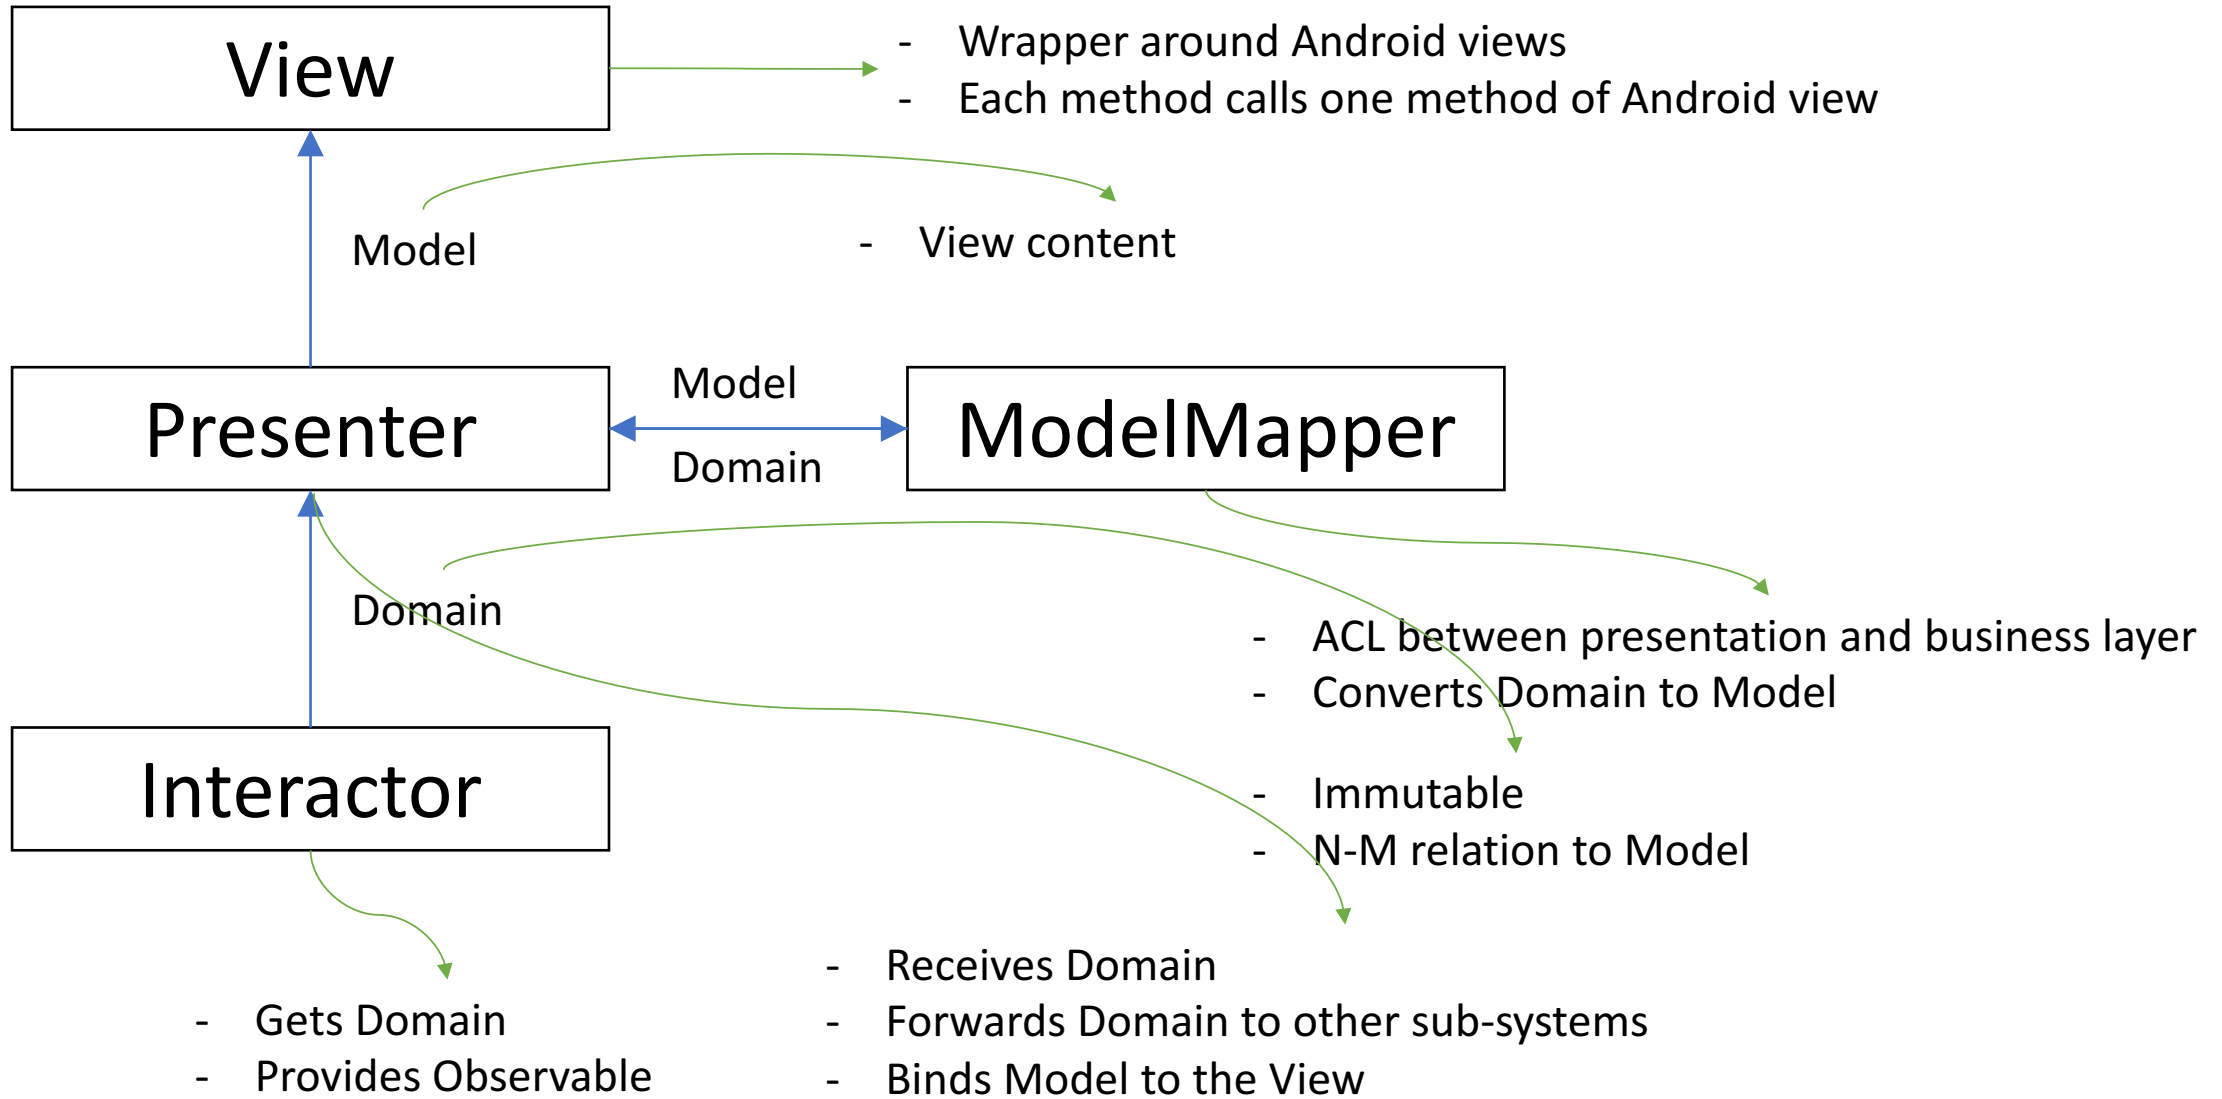 View
- Wrapper around Android views
- Each method calls one method of Android view
Model
- View content
Presenter
Model
Domain
ModelMapper
Domain
- ACL between presentation and business layer
- Converts Domain to Model
Interactor
- Immutable
- N-M relation to Model
- Gets Domain
- Provides Observable
- Receives Domain
- Forwards Domain to other sub-systems
- Binds Model to the View